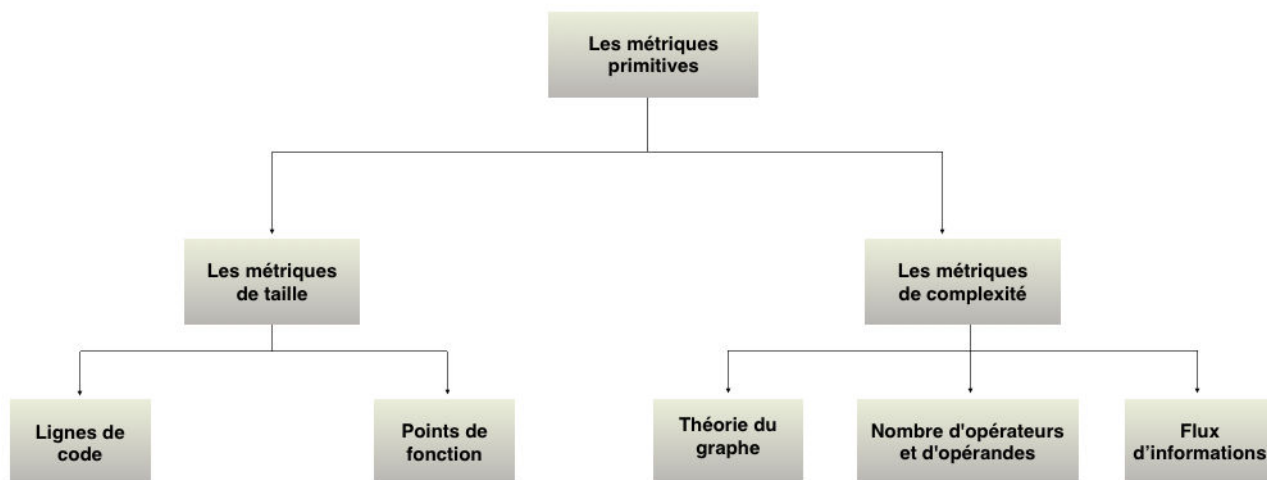 Les métriques
primitives
Les métriques
de taille
Les métriques
de complexité
Lignes de
code
Points de
fonction
Théorie du
graphe
Nombre d'opérateurs
et d'opérandes
Flux
d’informations